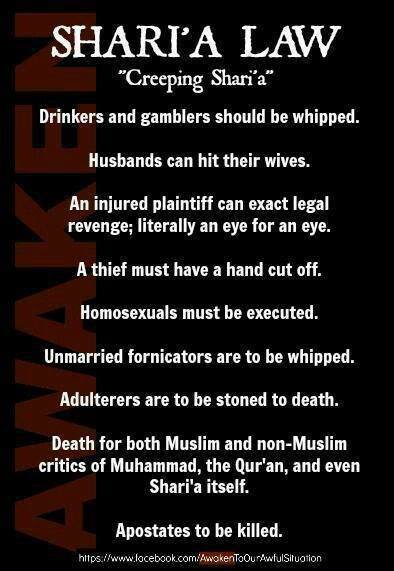 SHARI'A LAW
"Creeping Shari'a"
Drinkers and gamblers should be whipped.
Husbands can hit their wives.
An injured plaintiff can exact legal
revenge; literally an eye for an eye.
A thief must have a hand cut off.
Homosexuals must be executed.
Unmarried fornicators are to be whipped.
Adulterers are to be stoned to death.
Death for both Muslim and non-Muslim
critics of Muhammad, the Qur'an, and even
Shari'a itself.
Apostates to be killed.
https://www.facebook.com/AwakenToOurAwfulSituation
AWAKEN